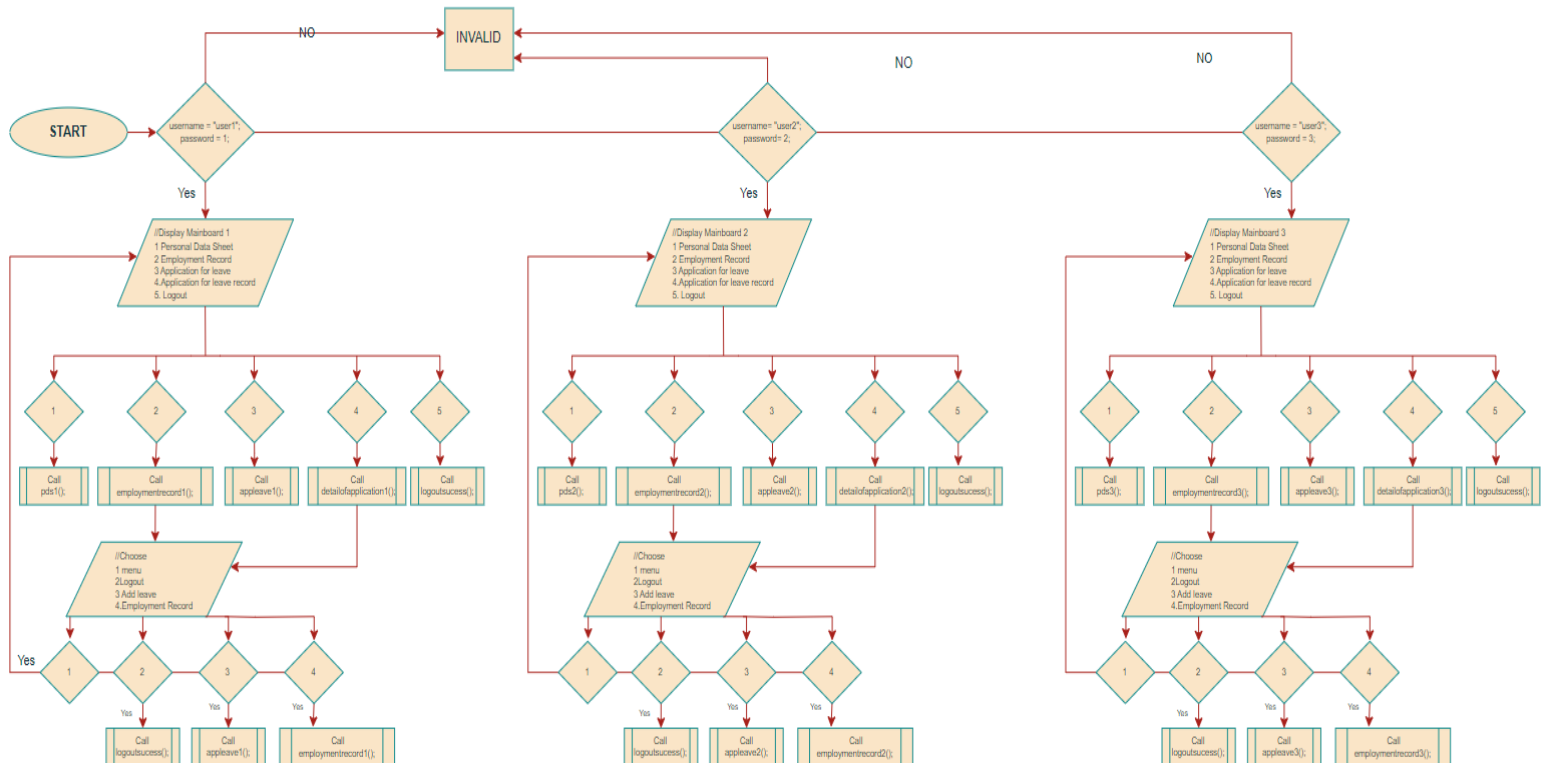 NO
INVALID
NO
NO
START
username = "user1";
password = 1;
username= "user2";
password= 2;
username = "user3";
password = 3;
Yes
Yes
Yes
//Display Mainboard 1
1 Personal Data Sheet
2 Employment Record
3 Application for leave
4.Application for leave record
5. Logout
//Display Mainboard 2
1 Personal Data Sheet
2 Employment Record
3 Application for leave
4.Application for leave record
5. Logout
//Display Mainboard 3
1 Personal Data Sheet
2 Employment Record
3 Application for leave
4.Application for leave record
5. Logout
1
2
3
4
5
1
2
3
4
5
1
2
3
4
5
Call
pds1();
Call
employmentrecord1();
Call
appleave1();
Call
detailofapplication1();
Call
logoutsucess();
Call
pds2();
Call
employmentrecord2();
Call
appleave2();
Call
detailofapplication2();
Call
logoutsucess();
Call
pds3();
Call
employmentrecord3();
Call
appleave3();
Call
detailofapplication3();
Call
logoutsucess();
//Choose
1 menu
2Logout
3 Add leave
4.Employment Record
//Choose
1 menu
2Logout
3 Add leave
4.Employment Record
//Choose
1 menu
2Logout
3 Add leave
4.Employment Record
Yes
1
2
3
4
1
2
3
4
1
2
3
4
Yes
Yes
Yes
Yes
Yes
Yes
Yes
Yes
Yes
Call
logoutsucess();
Call
appleave1();
Call
employmentrecord1();
Call
logoutsucess();
Call
appleave2();
Call
employmentrecord2();
Call
logoutsucess();
Call
appleave3();
Call
employmentrecord3();